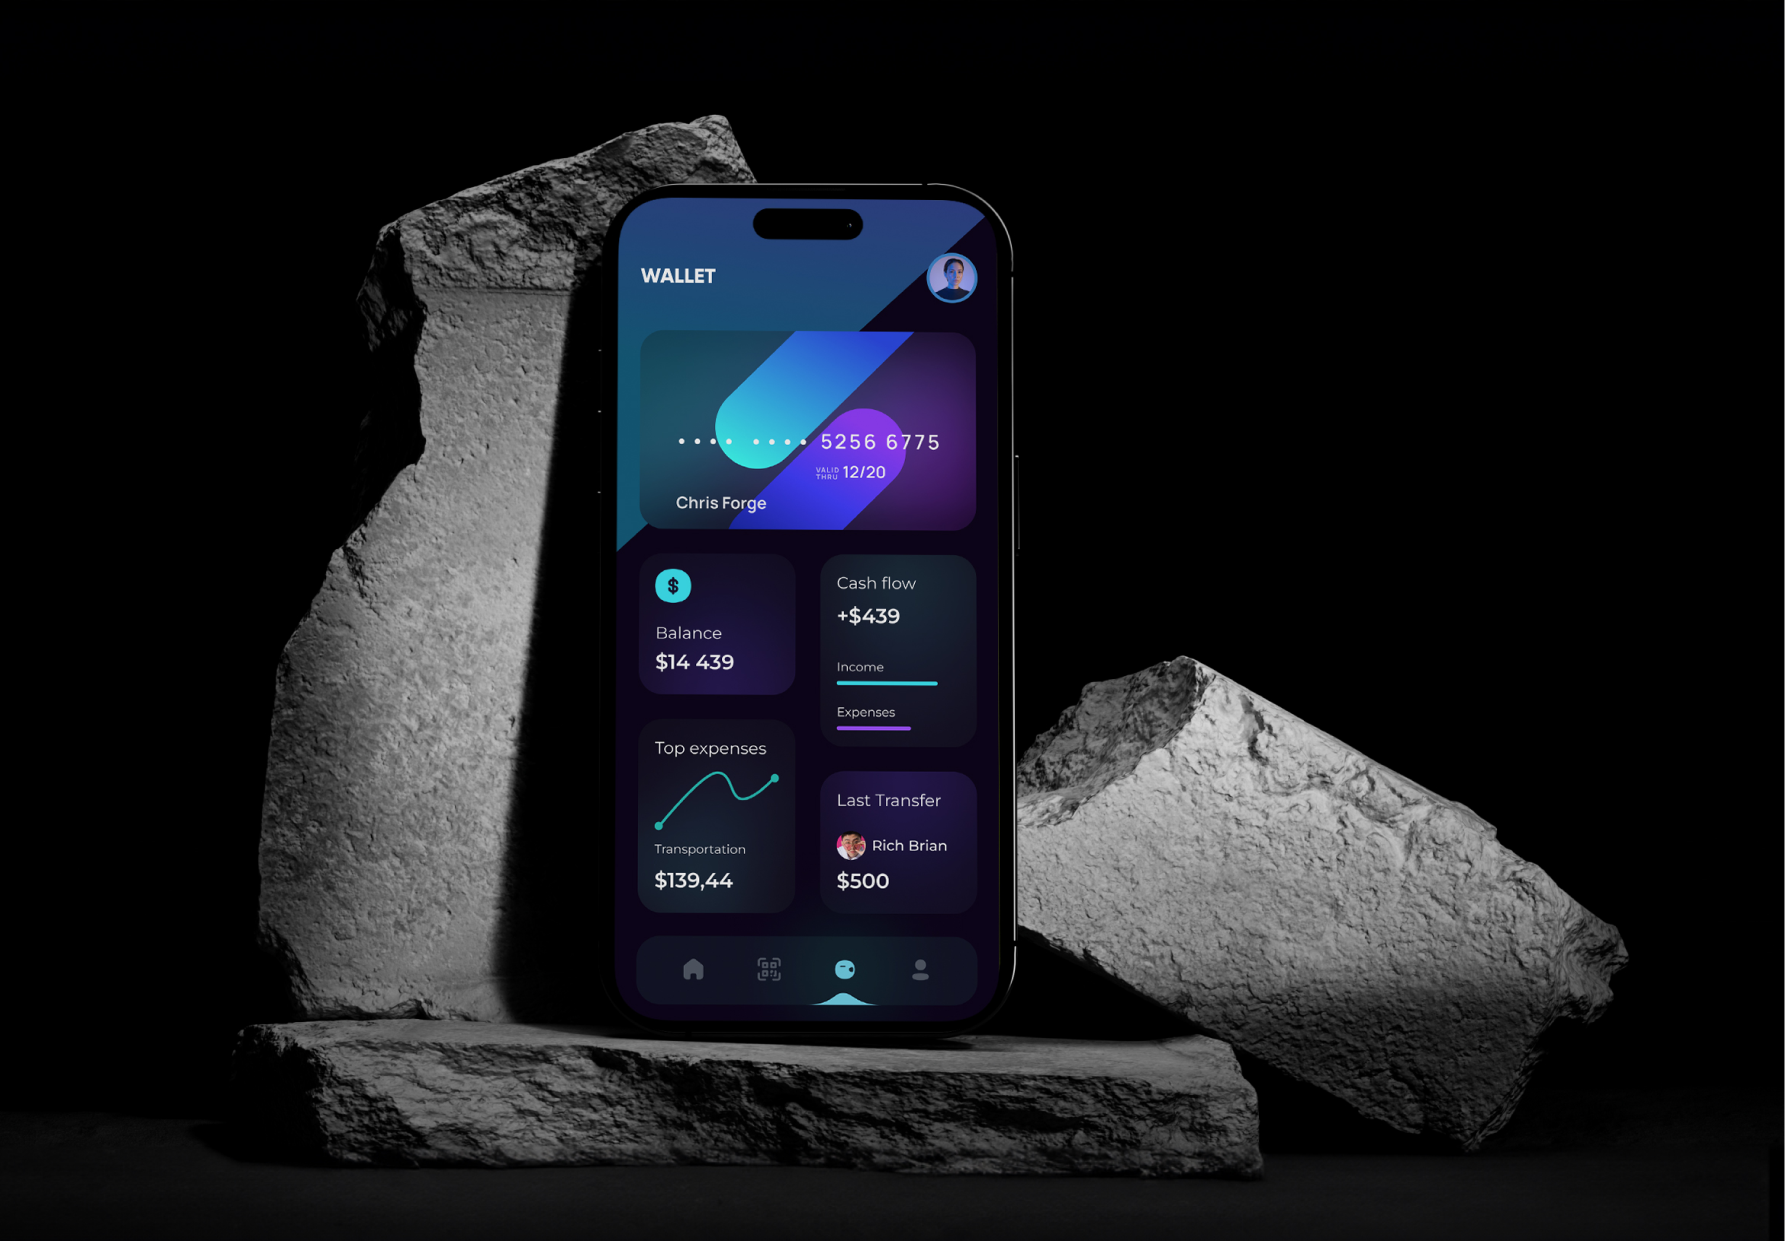 WALLET
•••• •••• 5256 6775
VALID THRU 12/20
Chris Forge
$
Balance
$14 439
Cash flow
+$439
Income
Expenses
Top expenses
Transportation
$139,44
Last Transfer
Rich Brian
$500